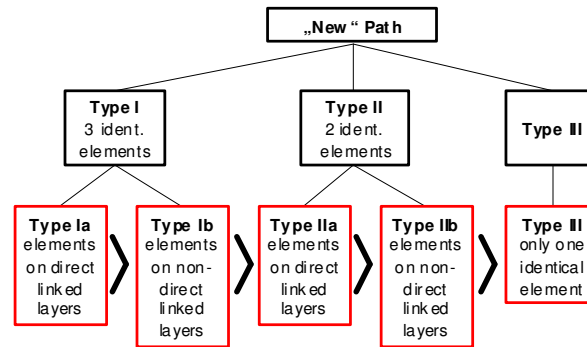 „New“ Path
Type I
3 ident.
elements
Type II
2 ident.
elements
Type III
Type Ia
elements
on direct
linked
layers
Type Ib
elements
on non-
direct
linked
layers
Type IIa
elements
on direct
linked
layers
Type IIb
elements
on non-
direct
linked
layers
Type III
only one
identical
element